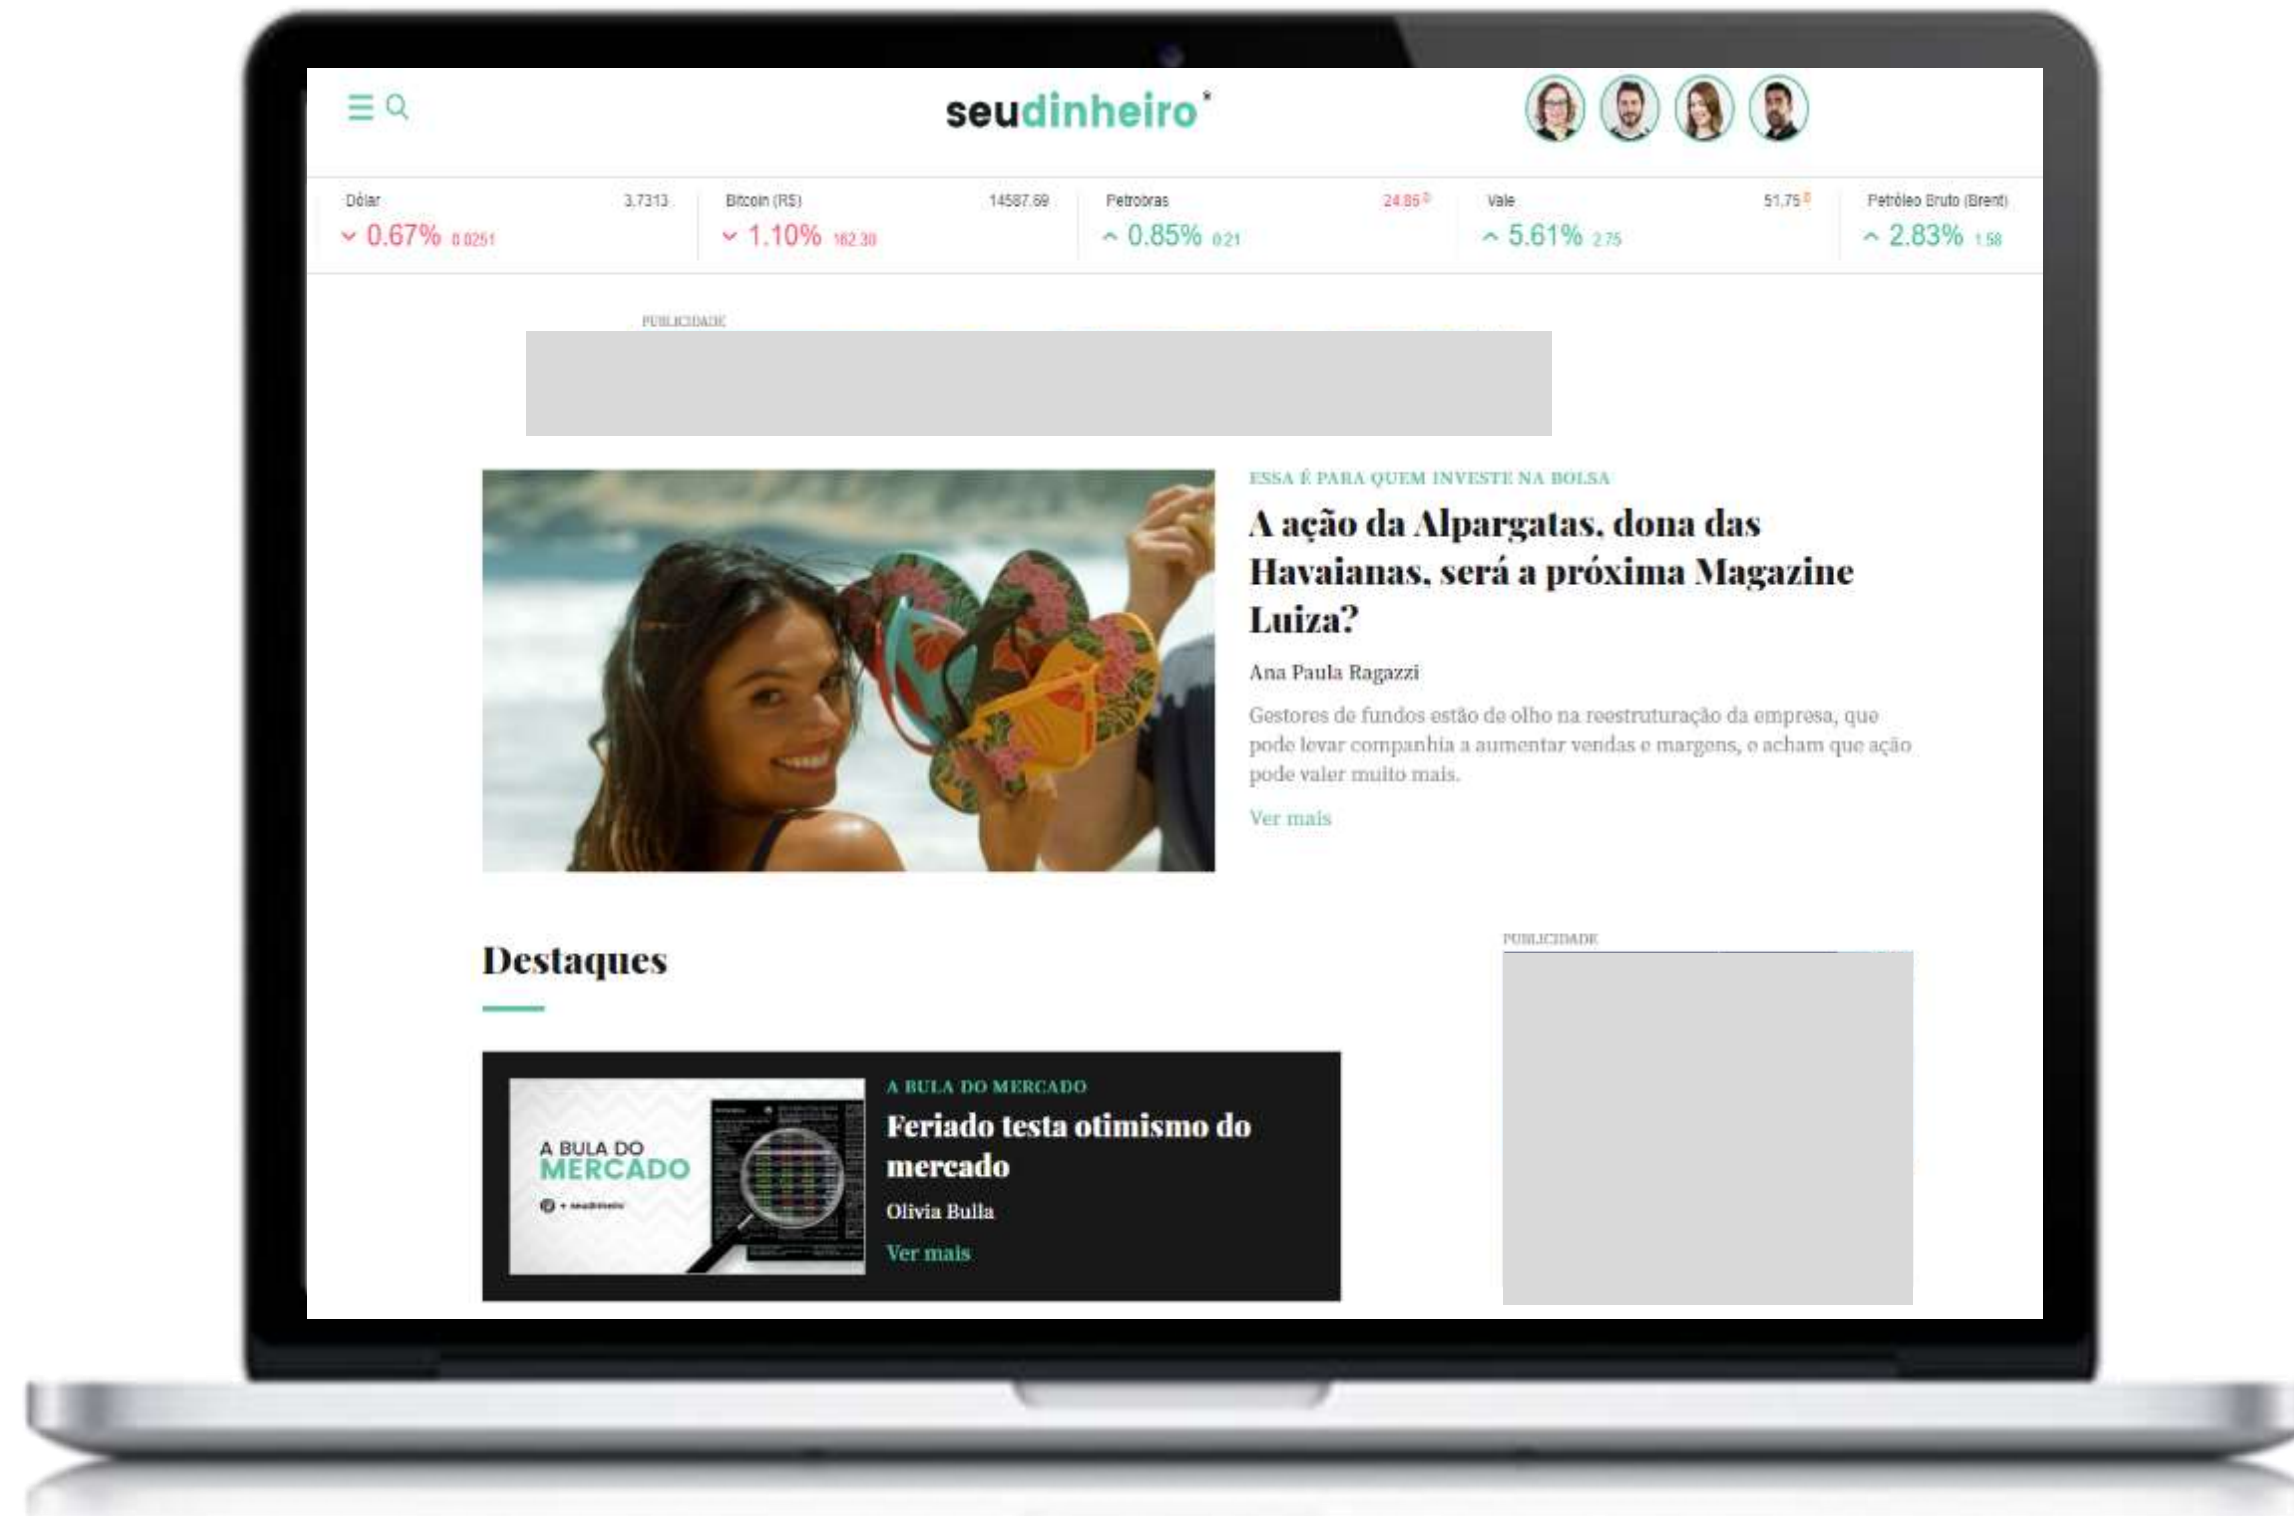 seudinheiro
Dólar 3.7313
0.67% 0.0251
Bitcoin (R$) 14587.69
1.10% 162.30
Petrobras 24.86
0.85% 0.21
Vale 51.75
5.61% 2.75
Petróleo Bruto (Brent)
2.83% 1.58
PUBLICIDADE
ESSA É PARA QUEM INVESTE NA BOLSA
A ação da Alpargatas, dona das
Havaianas, será a próxima Magazine
Luiza?
Ana Paula Ragazzi
Gestores de fundos estão de olho na reestruturação da empresa, que
pode levar companhia a aumentar vendas e margens, e acham que ação
pode valer muito mais.
Ver mais
Destaques
PUBLICIDADE
A BULA DO
MERCADO
+ seudinheiro
A BULA DO MERCADO
Feriado testa otimismo do
mercado
Olivia Bulla
Ver mais